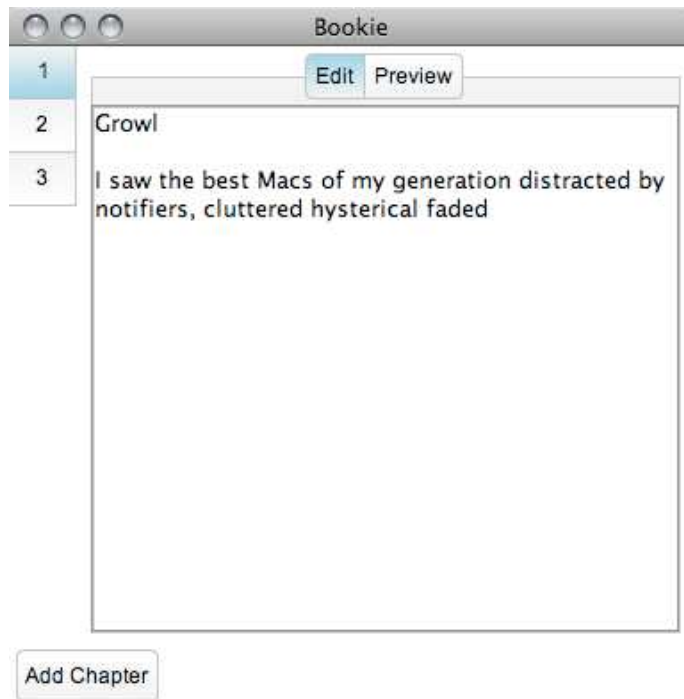 Bookie
1
Edit Preview
2
Growl
3
I saw the best Macs of my generation distracted by
notifiers, cluttered hysterical faded
Add Chapter